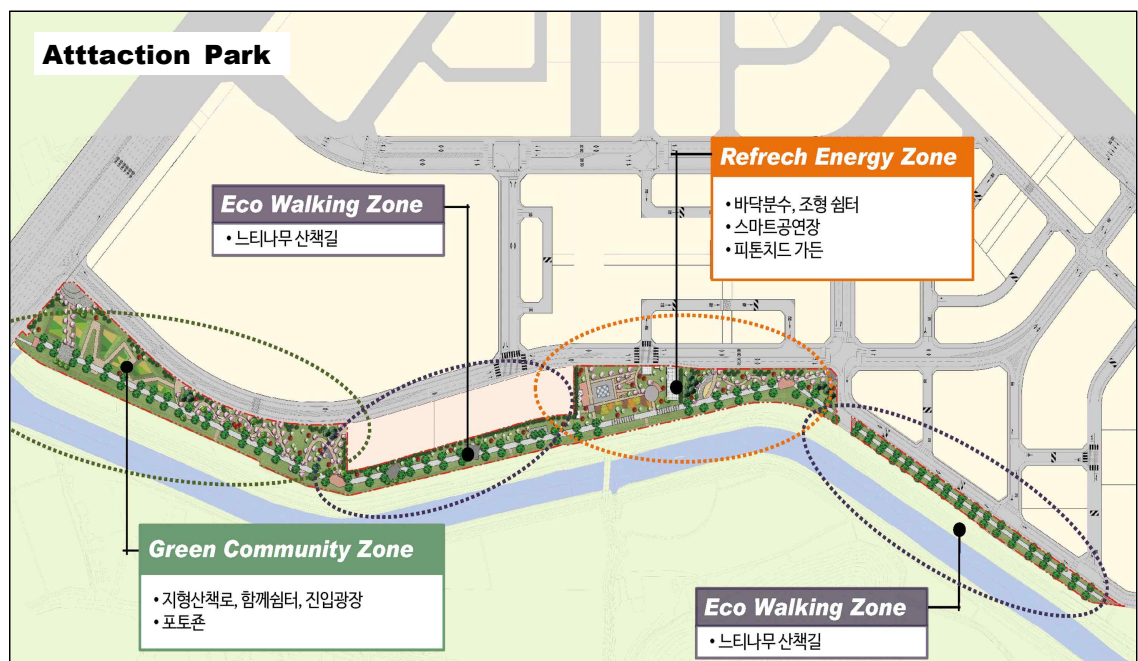 Atttaction Park
Refrech Energy Zone
• 바닥분수, 조형 쉼터
• 스마트공연장
• 피톤치드 가든
Eco Walking Zone
• 느티나무 산책길
Green Community Zone
• 지형산책로, 함께쉼터, 진입광장
• 포토죤
Eco Walking Zone
• 느티나무 산책길